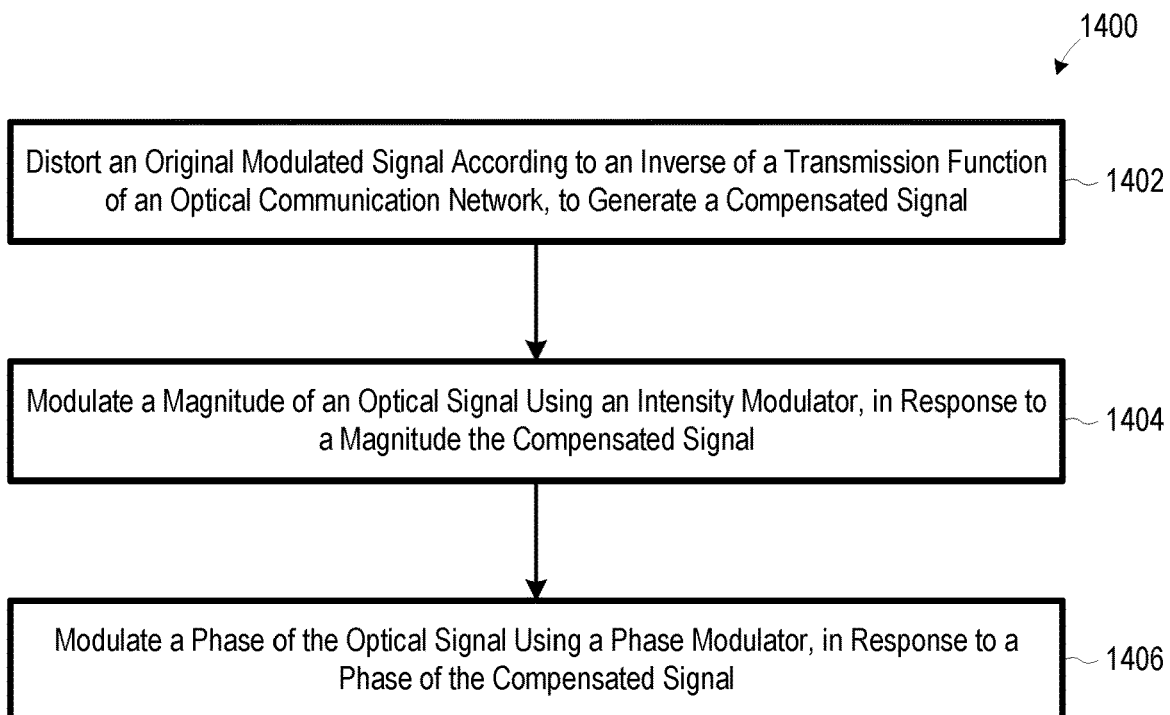 1400
Distort an Original Modulated Signal According to an Inverse of a Transmission Function
of an Optical Communication Network, to Generate a Compensated Signal
1402
Modulate a Magnitude of an Optical Signal Using an Intensity Modulator, in Response to
a Magnitude the Compensated Signal
1404
Modulate a Phase of the Optical Signal Using a Phase Modulator, in Response to a
Phase of the Compensated Signal
1406